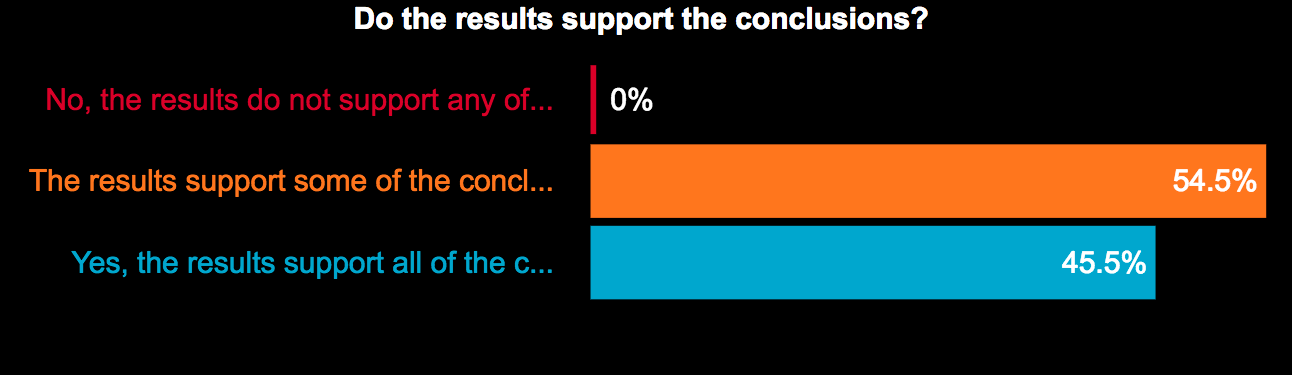 Do the results support the conclusions?
No, the results do not support any of...
0%
The results support some of the concl...
54.5%
Yes, the results support all of the c...
45.5%